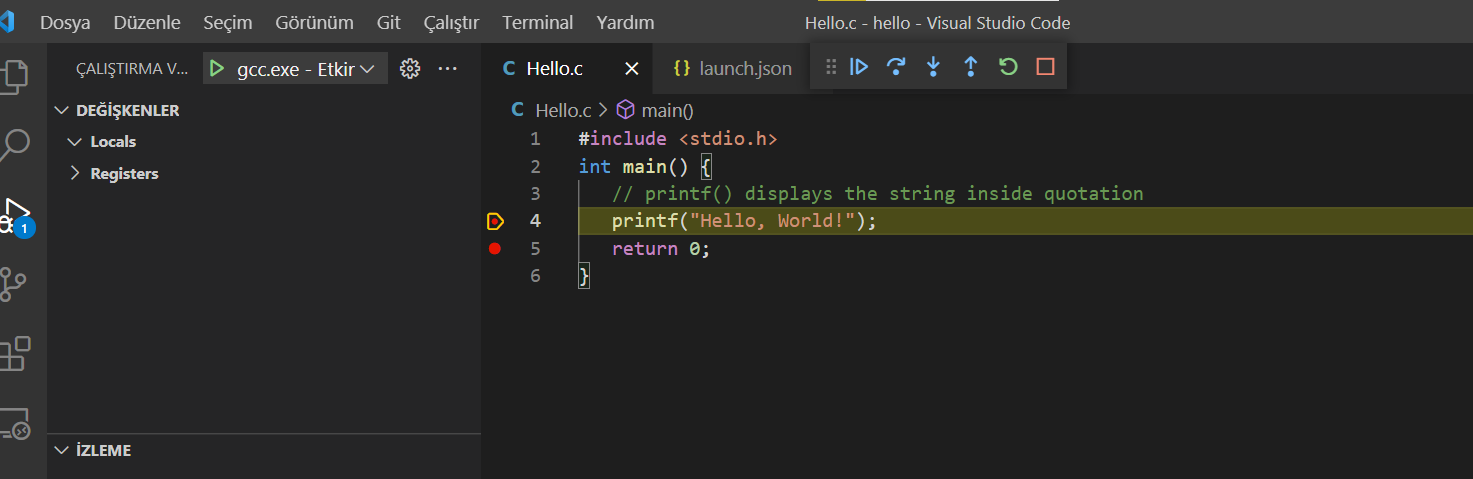 Dosya Düzenle Seçim Görünüm Git Çalıştır Terminal Yardım Hello.c - hello - Visual Studio Code
ÇALIŞTIRMA V... gcc.exe - Etkir
Hello.c launch.json
DEĞİŞKENLER
Locals
Registers
1
İZLEME
C Hello.c > main()
1 #include <stdio.h>
2 int main() {
3 // printf() displays the string inside quotation
4 printf("Hello, World!");
5 return 0;
6 }